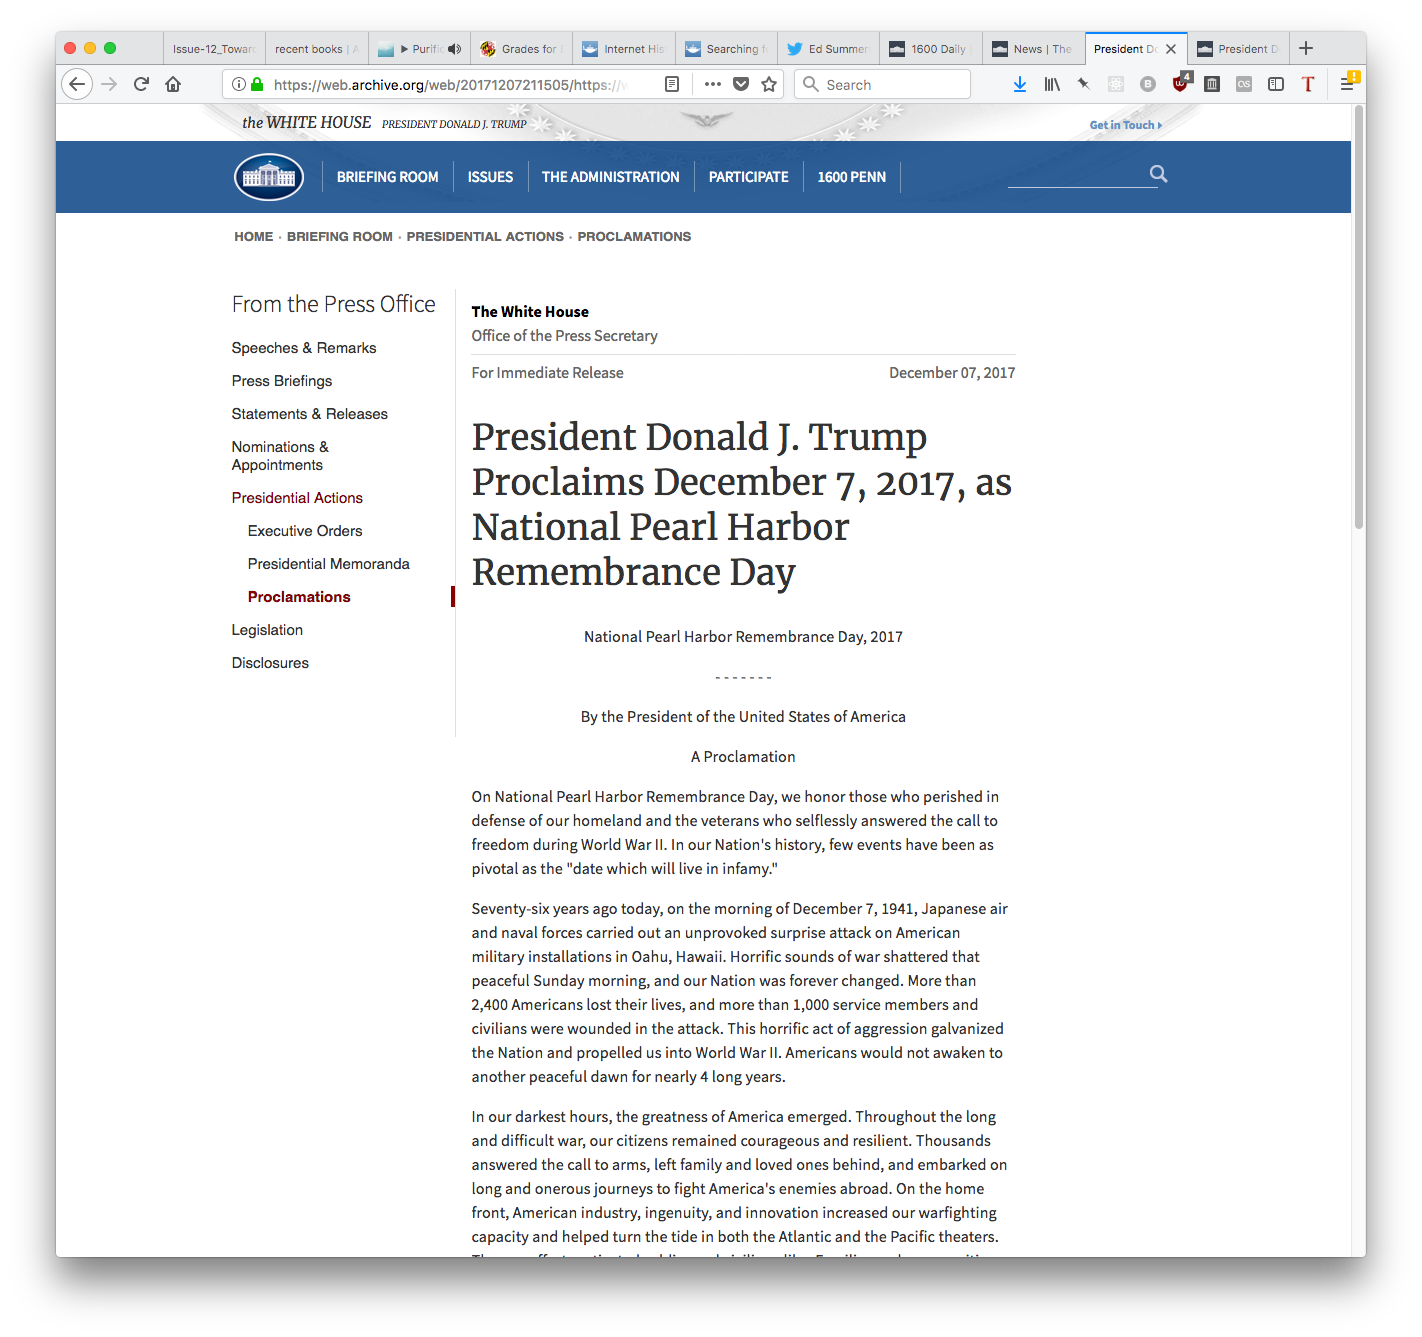 Issue-12_Towar
recent books | A
Purific
Grades for
Internet His
Searching f
Ed Summer
1600 Daily
News | The
President Do
President D
https://web.archive.org/web/20171207211505/https://w
Search
4
the WHITE HOUSE PRESIDENT DONALD J. TRUMP
Get in Touch
BRIEFING ROOM
ISSUES
THE ADMINISTRATION
PARTICIPATE
1600 PENN
HOME · BRIEFING ROOM · PRESIDENTIAL ACTIONS · PROCLAMATIONS
From the Press Office
Speeches & Remarks
Press Briefings
Statements & Releases
Nominations &
Appointments
Presidential Actions
Executive Orders
Presidential Memoranda
Proclamations
Legislation
Disclosures
The White House
Office of the Press Secretary
For Immediate Release
December 07, 2017
President Donald J. Trump
Proclaims December 7, 2017, as
National Pearl Harbor
Remembrance Day
National Pearl Harbor Remembrance Day, 2017
- - - - - - -
By the President of the United States of America
A Proclamation
On National Pearl Harbor Remembrance Day, we honor those who perished in
defense of our homeland and the veterans who selflessly answered the call to
freedom during World War II. In our Nation's history, few events have been as
pivotal as the "date which will live in infamy."
Seventy-six years ago today, on the morning of December 7, 1941, Japanese air
and naval forces carried out an unprovoked surprise attack on American
military installations in Oahu, Hawaii. Horrific sounds of war shattered that
peaceful Sunday morning, and our Nation was forever changed. More than
2,400 Americans lost their lives, and more than 1,000 service members and
civilians were wounded in the attack. This horrific act of aggression galvanized
the Nation and propelled us into World War II. Americans would not awaken to
another peaceful dawn for nearly 4 long years.
In our darkest hours, the greatness of America emerged. Throughout the long
and difficult war, our citizens remained courageous and resilient. Thousands
answered the call to arms, left family and loved ones behind, and embarked on
long and onerous journeys to fight America's enemies abroad. On the home
front, American industry, ingenuity, and innovation increased our warfighting
capacity and helped turn the tide in both the Atlantic and the Pacific theaters.